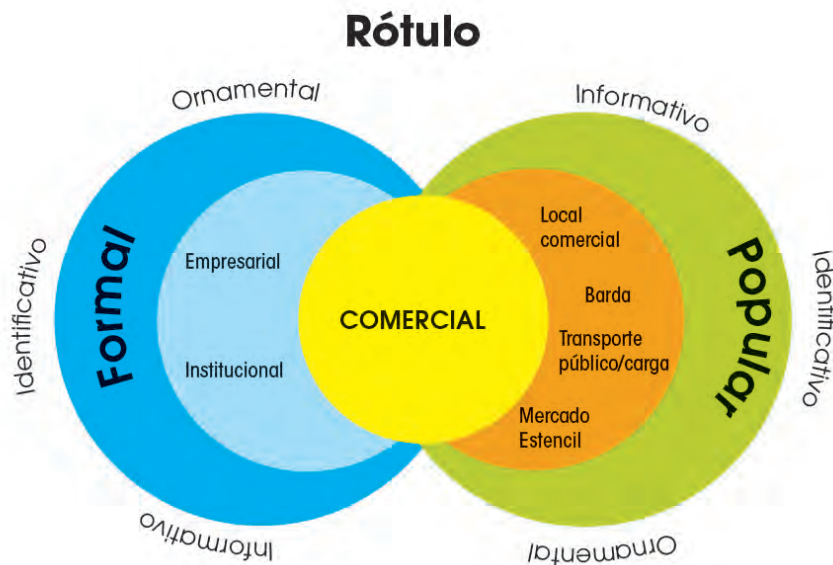 Rótulo
Ornamental
Informativo
Identificativo
Formal
Empresarial
Institucional
COMERCIAL
Local
comercial
Barda
Transporte
público/carga
Mercado
Estencil
Popular
Identificativo
Informativo
Ornamental